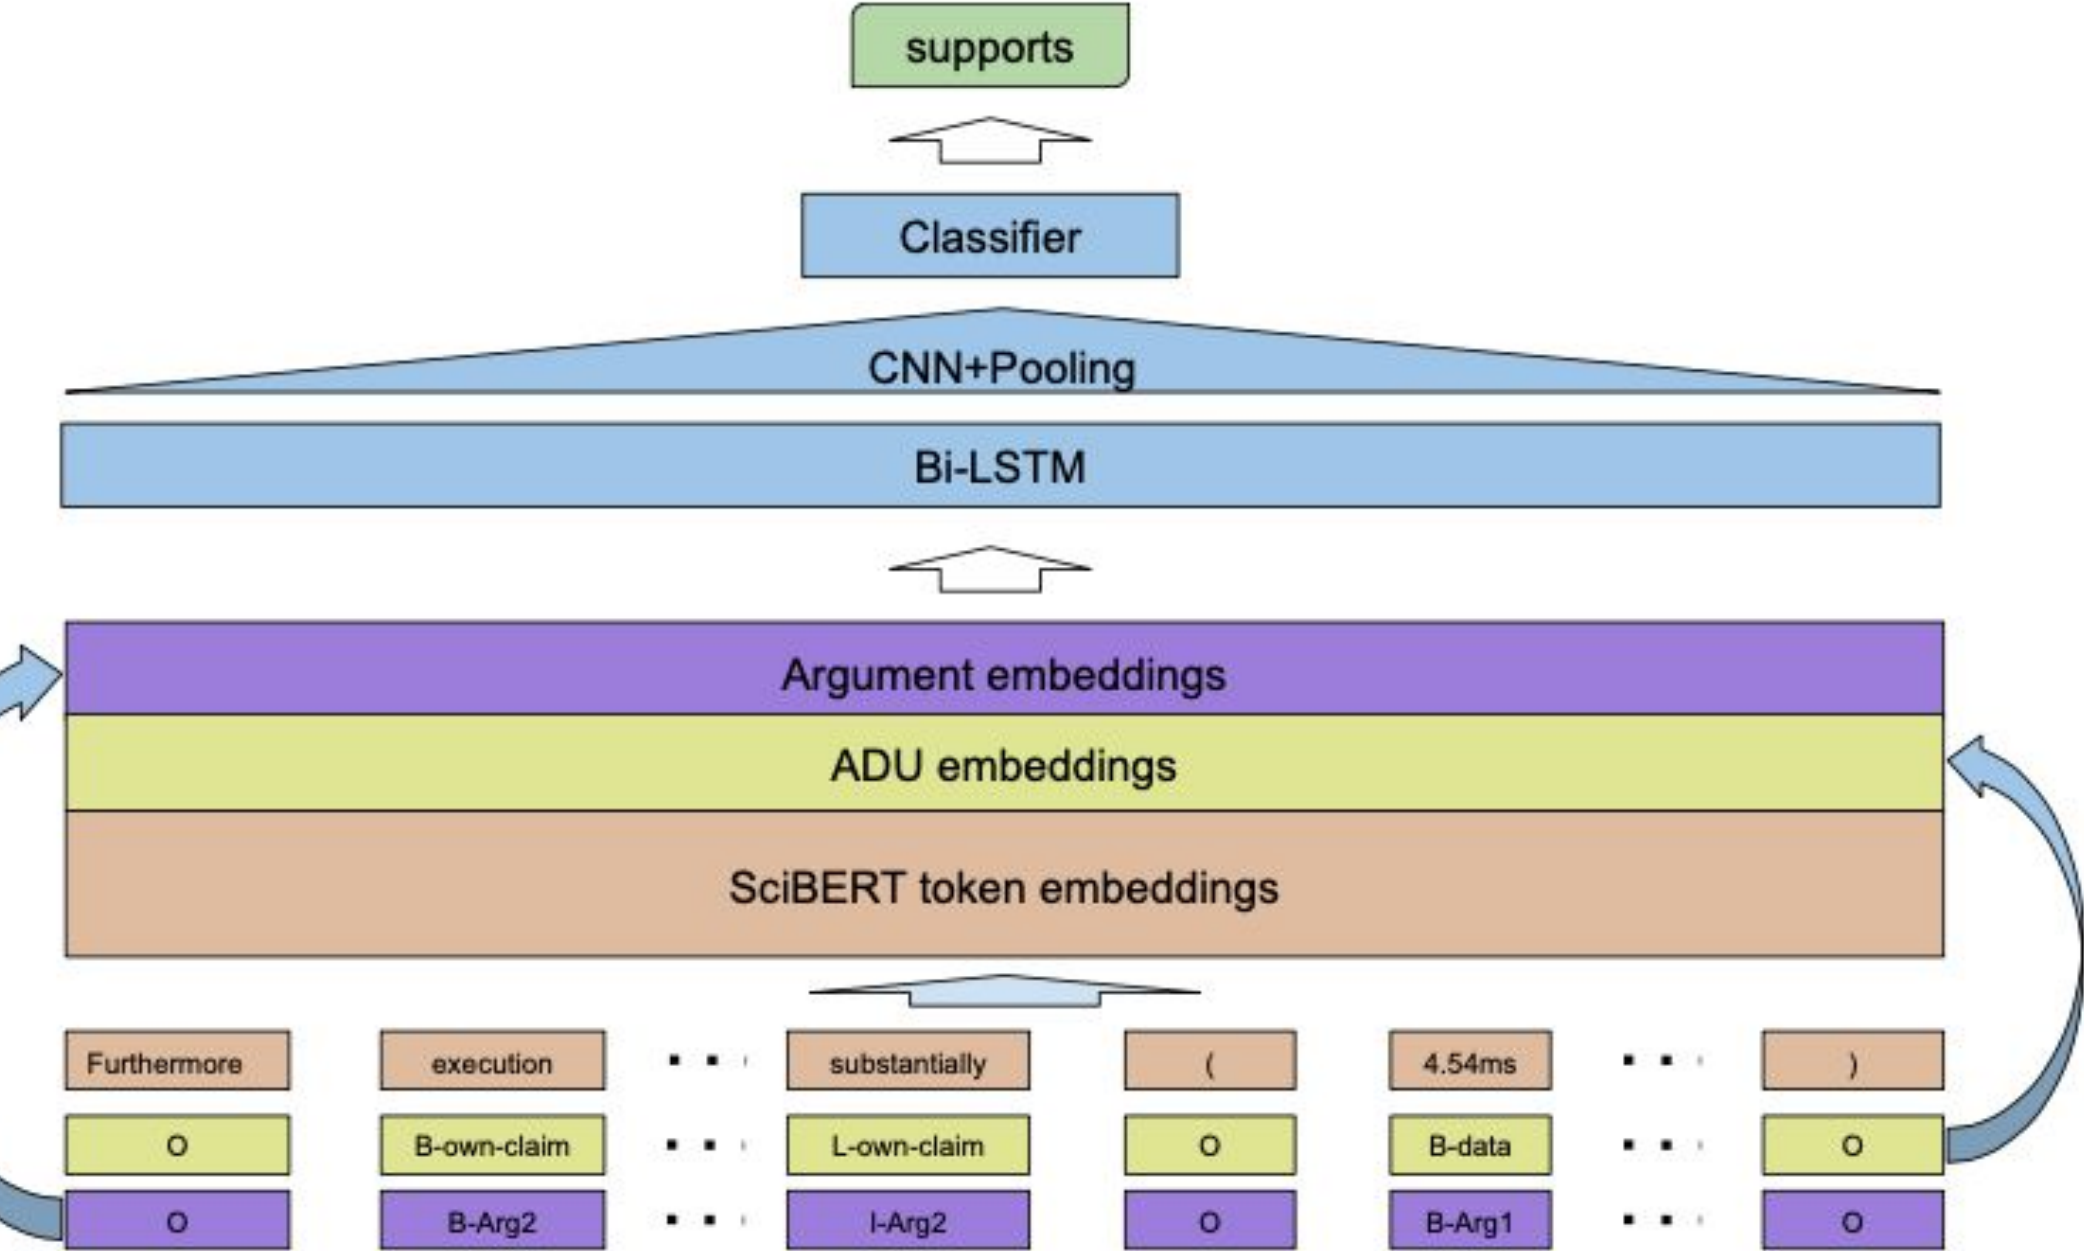 supports
Classifier
CNN+Pooling
Bi-LSTM
Argument embeddings
ADU embeddings
SciBERT token embeddings
Furthermore execution substantially ( 4.54ms )
O B-own-claim L-own-claim O B-data O
O B-Arg2 I-Arg2 O B-Arg1 O